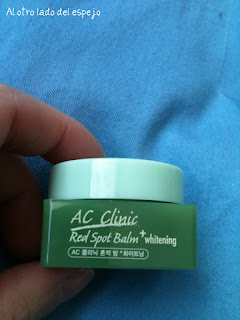 Al otro lado del espejo
AC Clinic
Red Spot Balm +whitening
AC 클리닉 흔적 밤 +화이트닝